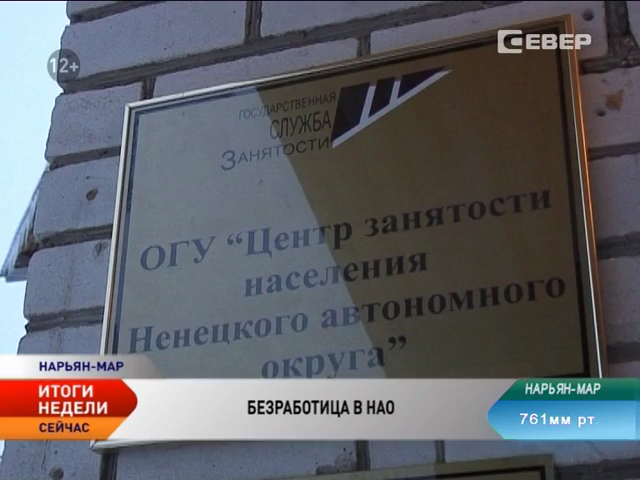 СЕВЕР
12+
ГОСУДАРСТВЕННАЯ
СЛУЖБА
ЗАНЯТОСТИ
ОГУ “Центр занятости
населения
Ненецкого автономного
округа”
НАРЬЯН-МАР
ИТОГИ
НЕДЕЛИ
СЕЙЧАС
БЕЗРАБОТИЦА В НАО
НАРЬЯН-МАР
761мм рт.